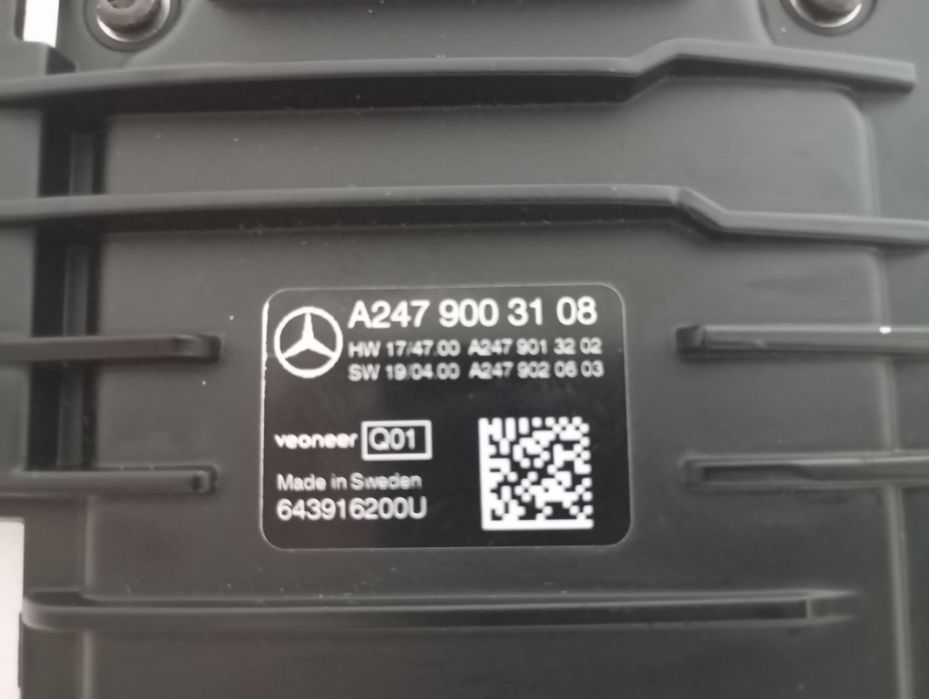 A247 900 31 08
HW 17/47.00 A247 901 32 02
SW 19/04.00 A247 902 06 03
veoneer Q01
Made in Sweden
643916200U